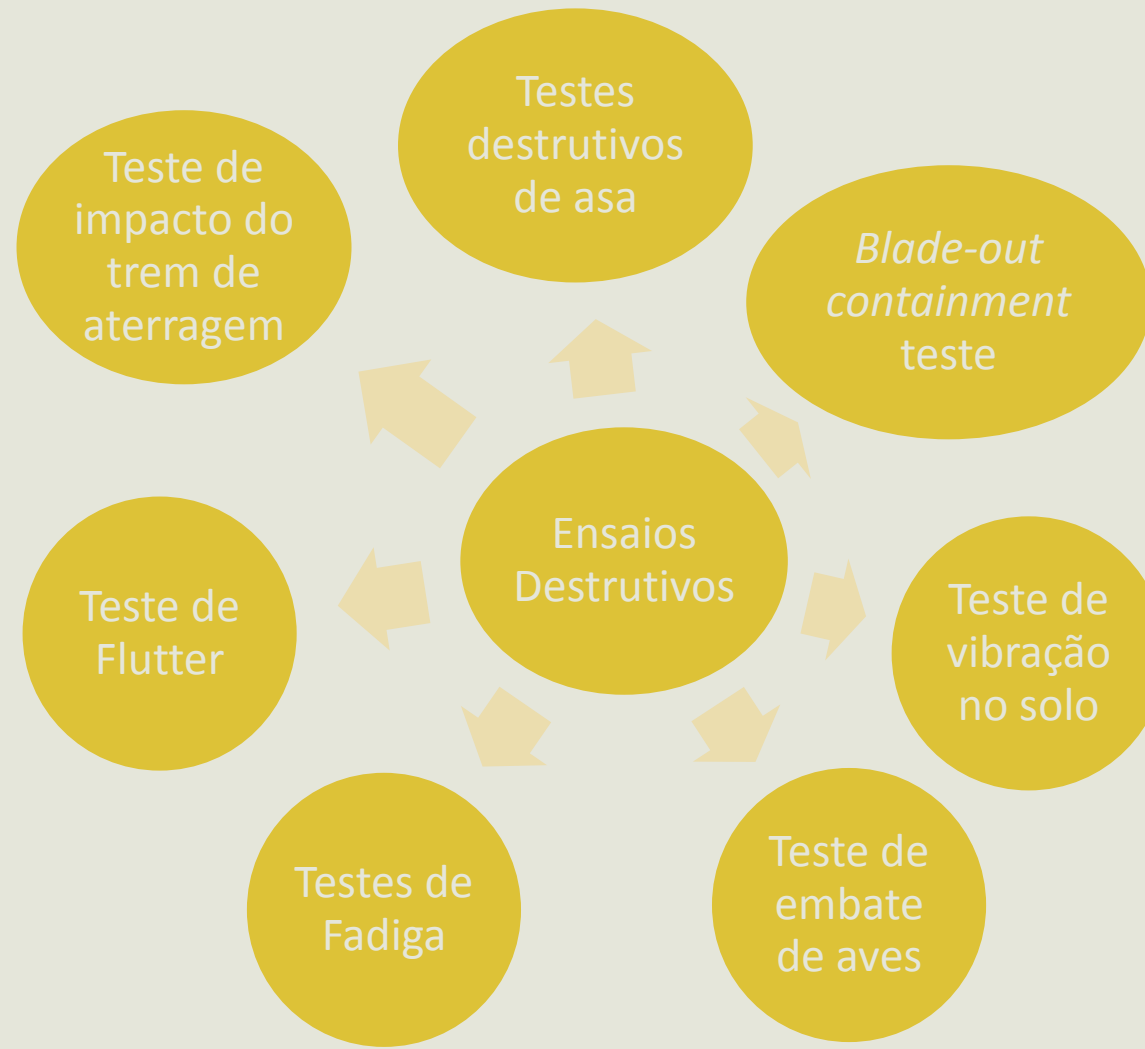 Testes
destrutivos
de asa
Blade-out
containment
teste
Teste de
vibração
no solo
Teste de
embate
de aves
Testes de
Fadiga
Teste de
Flutter
Teste de
impacto do
trem de
aterragem
Ensaios
Destrutivos